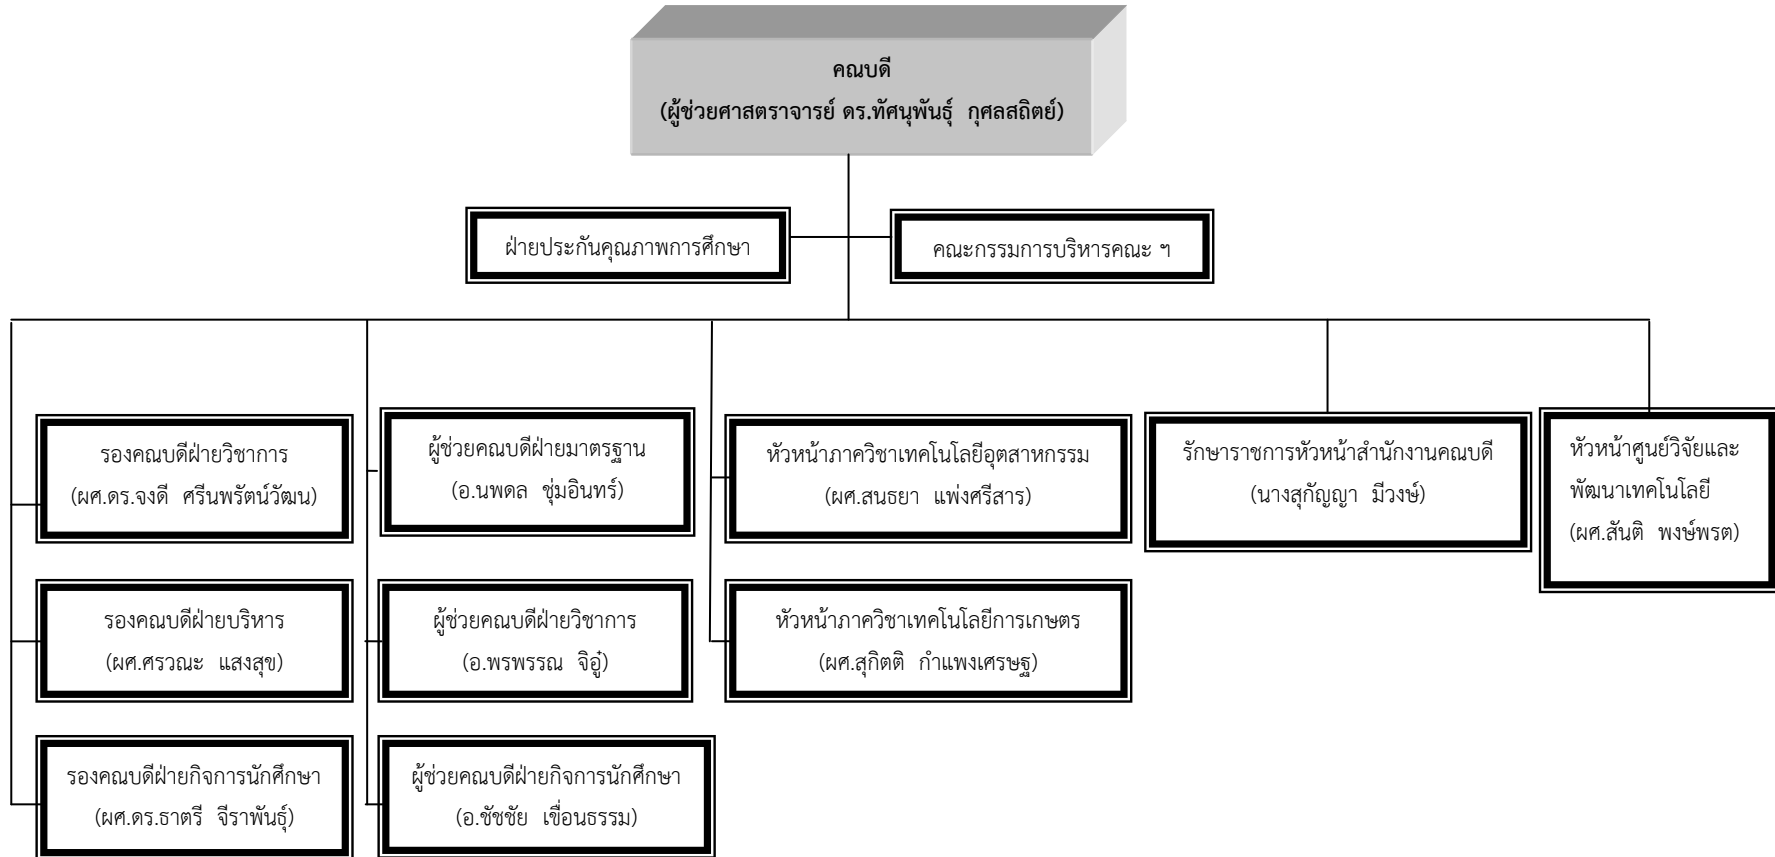 คณบดี
(ผู้ช่วยศาสตราจารย์ ดร.ทัศนุพันธุ์ กุศลสถิตย์)
ฝ่ายประกันคุณภาพการศึกษา
คณะกรรมการบริหารคณะ ฯ
รองคณบดีฝ่ายวิชาการ
(ผศ.ดร.จงดี ศรีนพรัตน์วัฒน)
ผู้ช่วยคณบดีฝ่ายมาตรฐาน
(อ.นพดล ชุ่มอินทร์)
หัวหน้าภาควิชาเทคโนโลยีอุตสาหกรรม
(ผศ.สนธยา แพ่งศรีสาร)
รักษาราชการหัวหน้าสำนักงานคณบดี
(นางสุกัญญา มีวงษ์)
หัวหน้าศูนย์วิจัยและ
พัฒนาเทคโนโลยี
(ผศ.สันติ พงษ์พรต)
รองคณบดีฝ่ายบริหาร
(ผศ.ศรวณะ แสงสุข)
ผู้ช่วยคณบดีฝ่ายวิชาการ
(อ.พรพรรณ จิอู๋)
หัวหน้าภาควิชาเทคโนโลยีการเกษตร
(ผศ.สุกิตติ กำแพงเศรษฐ)
รองคณบดีฝ่ายกิจการนักศึกษา
(ผศ.ดร.ธาตรี จีราพันธุ์)
ผู้ช่วยคณบดีฝ่ายกิจการนักศึกษา
(อ.ชัชชัย เขื่อนธรรม)